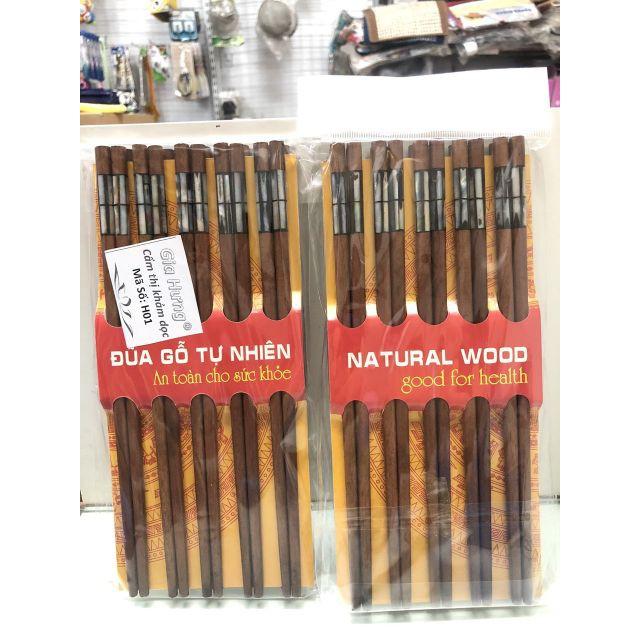 Gia Hưng®
Cẩm thị khảm dọc
Mã Số: H01
ĐŨA GỖ TỰ NHIÊN
An toàn cho sức khỏe
NATURAL WOOD
good for health